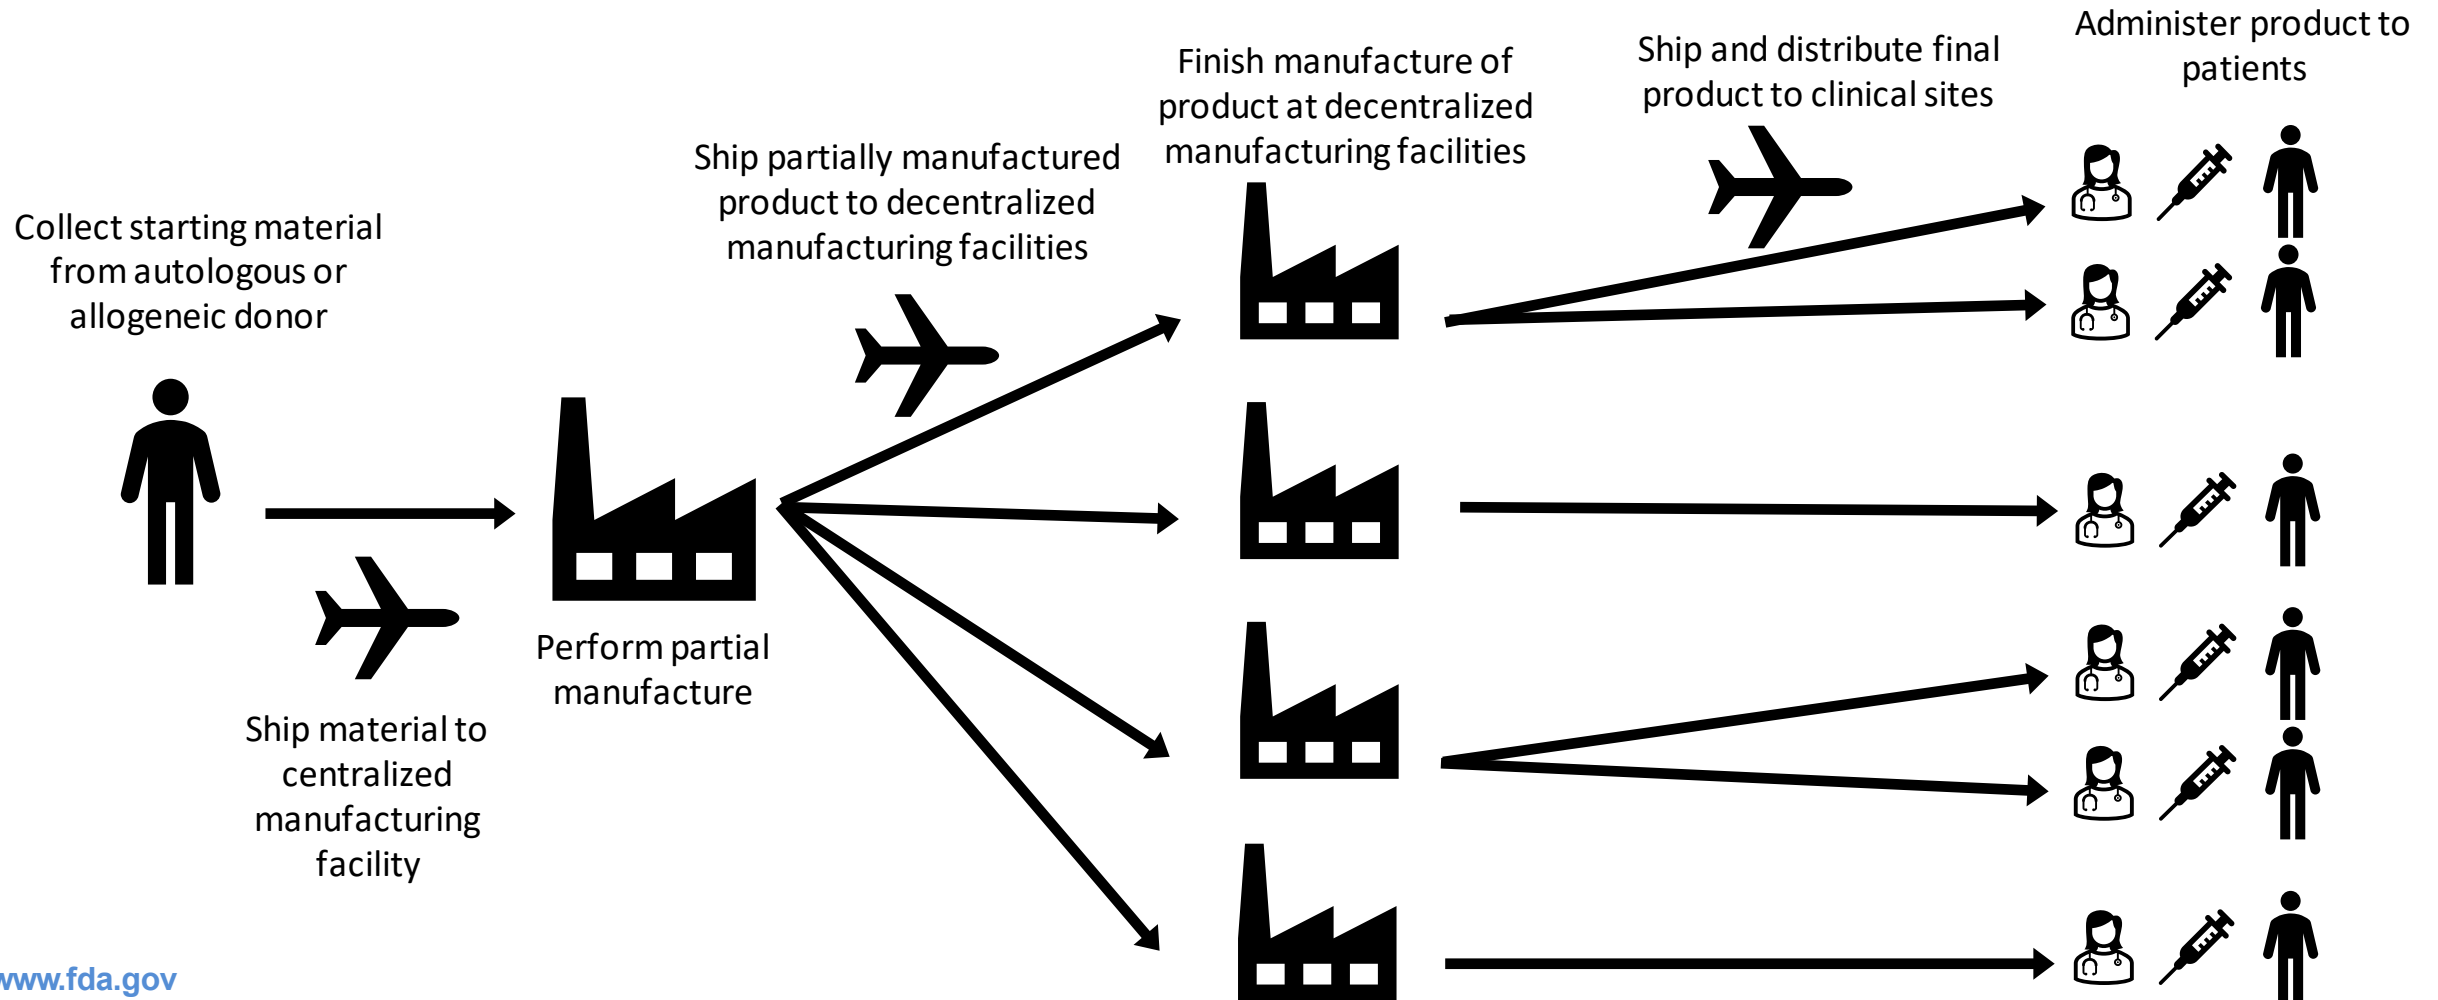 Collect starting material
from autologous or
allogeneic donor
Ship material to
centralized
manufacturing
facility
Perform partial
manufacture
Ship partially manufactured
product to decentralized
manufacturing facilities
Finish manufacture of
product at decentralized
manufacturing facilities
Ship and distribute final
product to clinical sites
Administer product to
patients
www.fda.gov